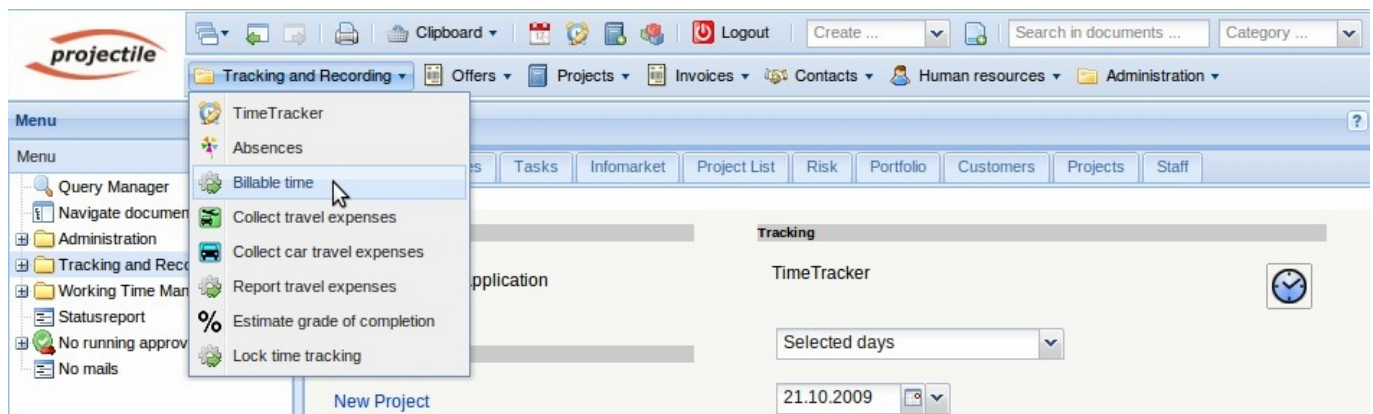 projectile
Clipboard Logout Create ... Search in documents ... Category ...
Tracking and Recording Offers Projects Invoices Contacts Human resources Administration
Menu
Menu
Query Manager
Navigate documen
Administration
Tracking and Reco
Working Time Man
Statusreport
No running approv
No mails
TimeTracker
Absences
Billable time
Collect travel expenses
Collect car travel expenses
Report travel expenses
Estimate grade of completion
Lock time tracking
Tasks Infomarket Project List Risk Portfolio Customers Projects Staff
pplication
New Project
Tracking
TimeTracker
Selected days
21.10.2009